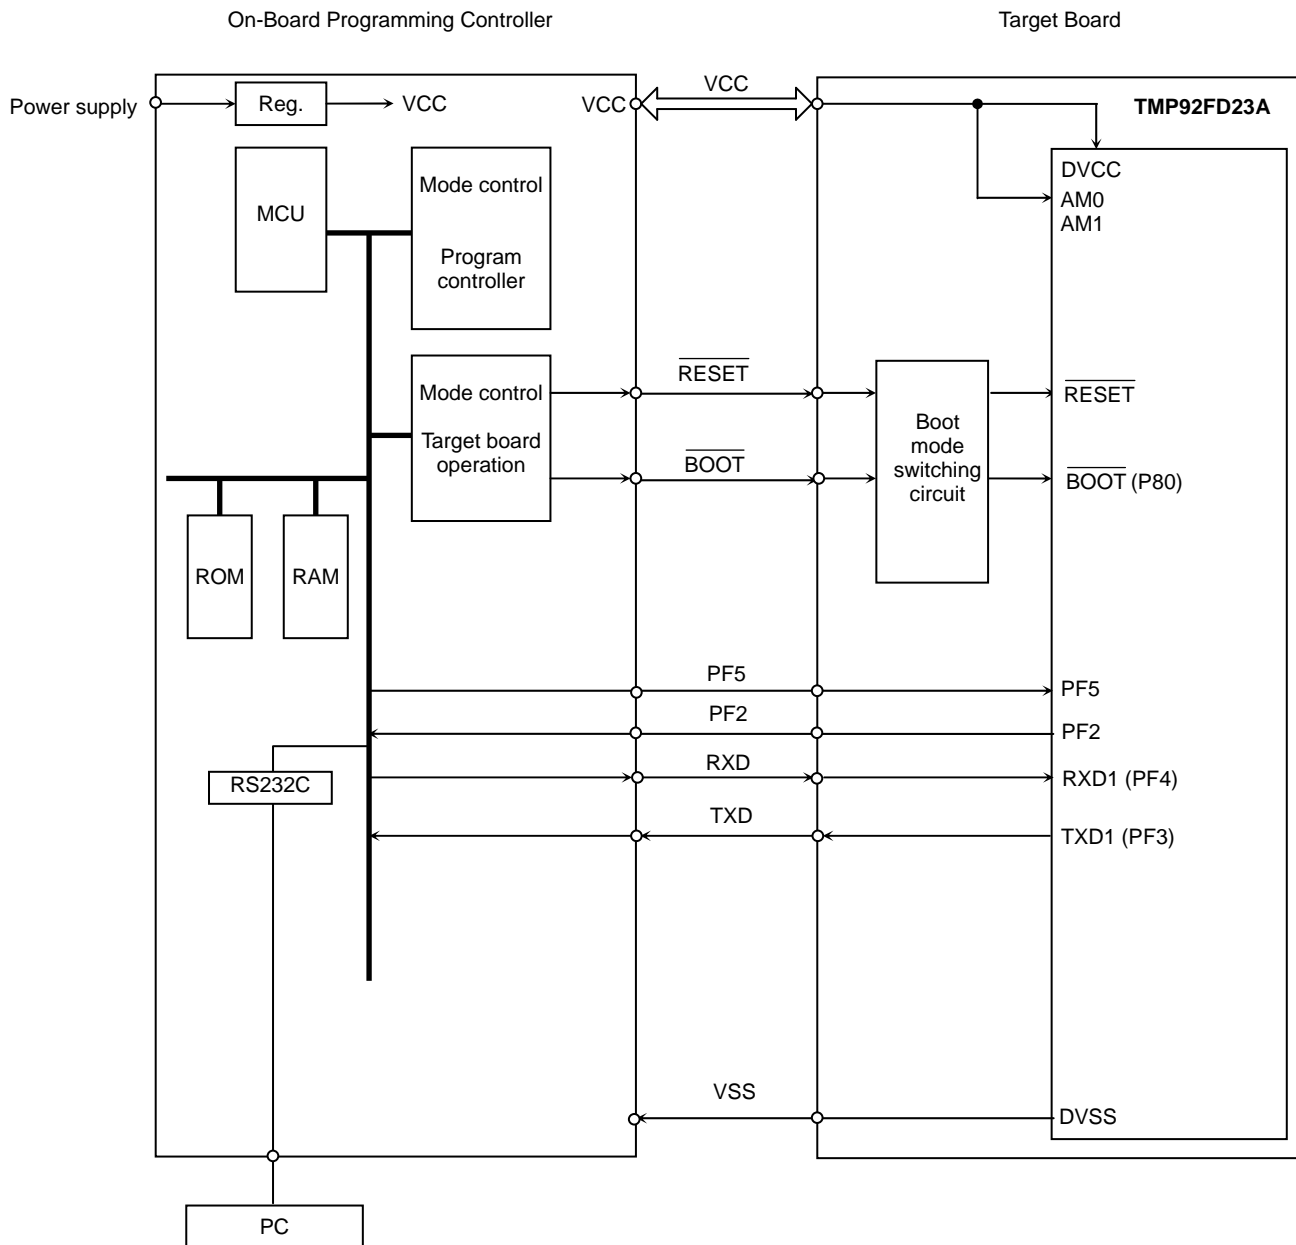 On-Board Programming Controller
Target Board
Power supply
Reg.
VCC
VCC
VCC
TMP92FD23A
MCU
Mode control
Program
controller
DVCC
AM0
AM1
Mode control
Target board
operation
RESET
BOOT
Boot
mode
switching
circuit
RESET
BOOT (P80)
ROM
RAM
PF5
PF5
PF2
PF2
RS232C
RXD
RXD1 (PF4)
TXD
TXD1 (PF3)
VSS
DVSS
PC